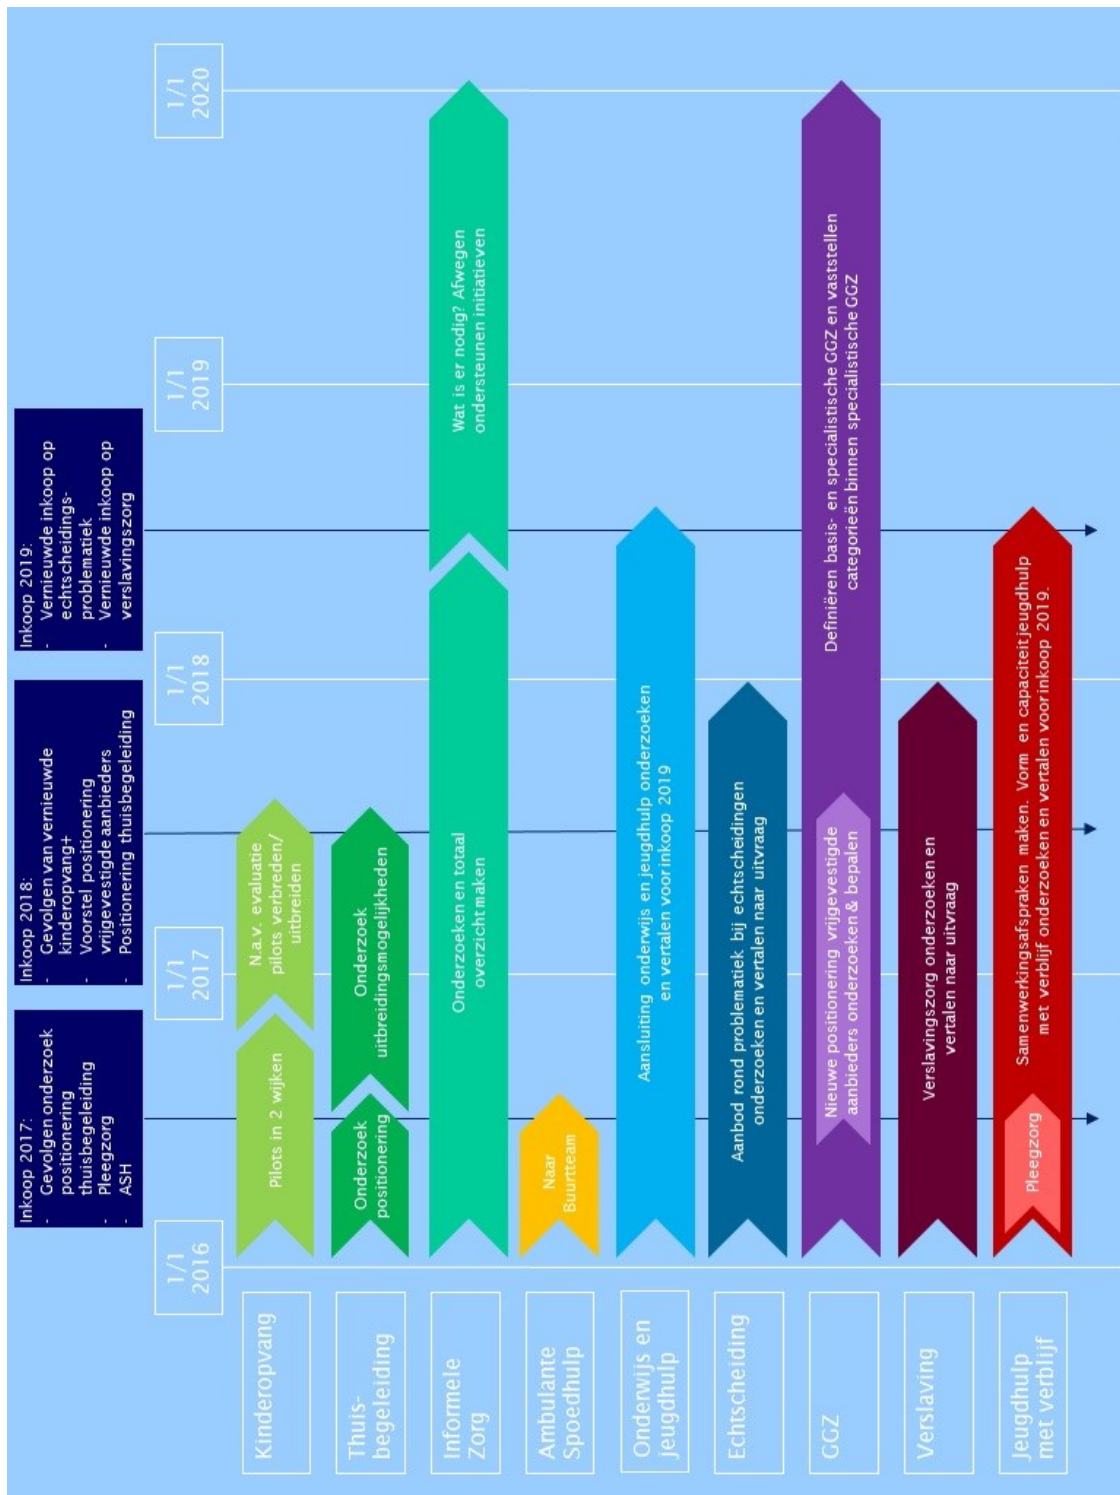 Inkoop 2017:
- Gevolgen onderzoek
positionering
thuisbegeleiding
- Pleegzorg
- ASH
Inkoop 2018:
- Gevolgen van vernieuwde
kinderopvang+
- Voorstel positionering
vrijgevestigde aanbieders
- Positionering thuisbegeleiding
Inkoop 2019:
- Vernieuwde inkoop op
echtscheidings-
problematiek
- Vernieuwde inkoop op
verslavingszorg
1/1
2016
1/1
2017
1/1
2018
1/1
2019
1/1
2020
Kinderopvang
Pilots in 2 wijken
N.a.v. evaluatie
pilots verbreden/
uitbreiden
Thuis-
begeleiding
Onderzoek
positionering
Onderzoek
uitbreidingsmogelijkheden
Informele
Zorg
Onderzoeken en totaal
overzicht maken
Wat is er nodig? Afwegen
ondersteunen initiatieven
Ambulante
Spoedhulp
Naar
Buurtteam
Onderwijs en
jeugdhulp
Aansluiting onderwijs en jeugdhulp onderzoeken
en vertalen voor inkoop 2019
Echtscheiding
Aanbod rond problematiek bij echtscheidingen
onderzoeken en vertalen naar uitvraag
GGZ
Nieuwe positionering vrijgevestigde
aanbieders onderzoeken & bepalen
Definiëren basis- en specialistische GGZ en vaststellen
categorieën binnen specialistische GGZ
Verslaving
Verslavingszorg onderzoeken en
vertalen naar uitvraag
Jeugdhulp
met verblijf
Pleegzorg
Samenwerkingsafspraken maken. Vorm en capaciteit jeugdhulp
met verblijf onderzoeken en vertalen voor inkoop 2019.